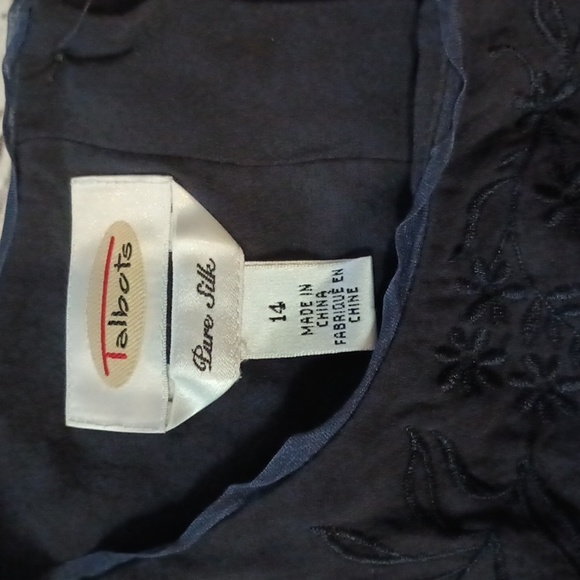 Talbots
Pure Silk
14
MADE IN
CHINA
FABRIQUÉ EN
CHINE